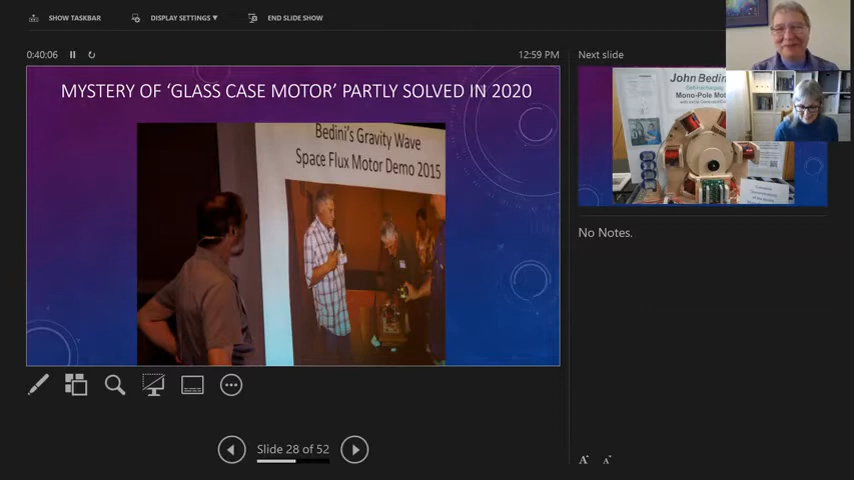 SHOW TASKBAR
DISPLAY SETTINGS ▼
END SLIDE SHOW
0:40:06
12:59 PM
MYSTERY OF ‘GLASS CASE MOTOR’ PARTLY SOLVED IN 2020
Bedini's Gravity Wave
Space Flux Motor Demo 2015
Slide 28 of 52
Next slide
John Bedin
Mono-Pole Mot
No Notes.
A A